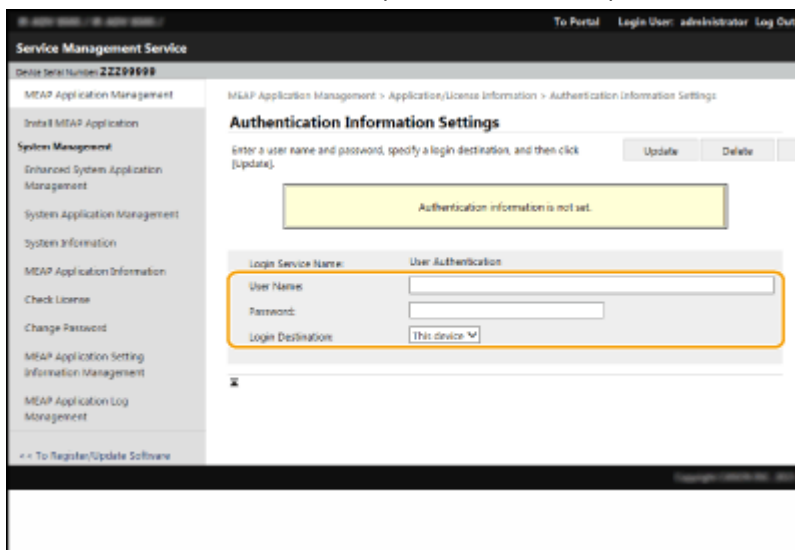 To Portal Login User: administrator Log Out
Service Management Service
Device Serial Number: ZZZ99999
MEAP Application Management
Install MEAP Application
System Management
Enhanced System Application
Management
System Application Management
System Information
MEAP Application Information
Check License
Change Password
MEAP Application Setting
Information Management
MEAP Application Log
Management
<< To Register/Update Software
MEAP Application Management > Application/License Information > Authentication Information Settings
Authentication Information Settings
Enter a user name and password, specify a login destination, and then click
[Update].
Update Delete
Authentication information is not set.
Login Service Name: User Authentication
User Name:
Password:
Login Destination: This device